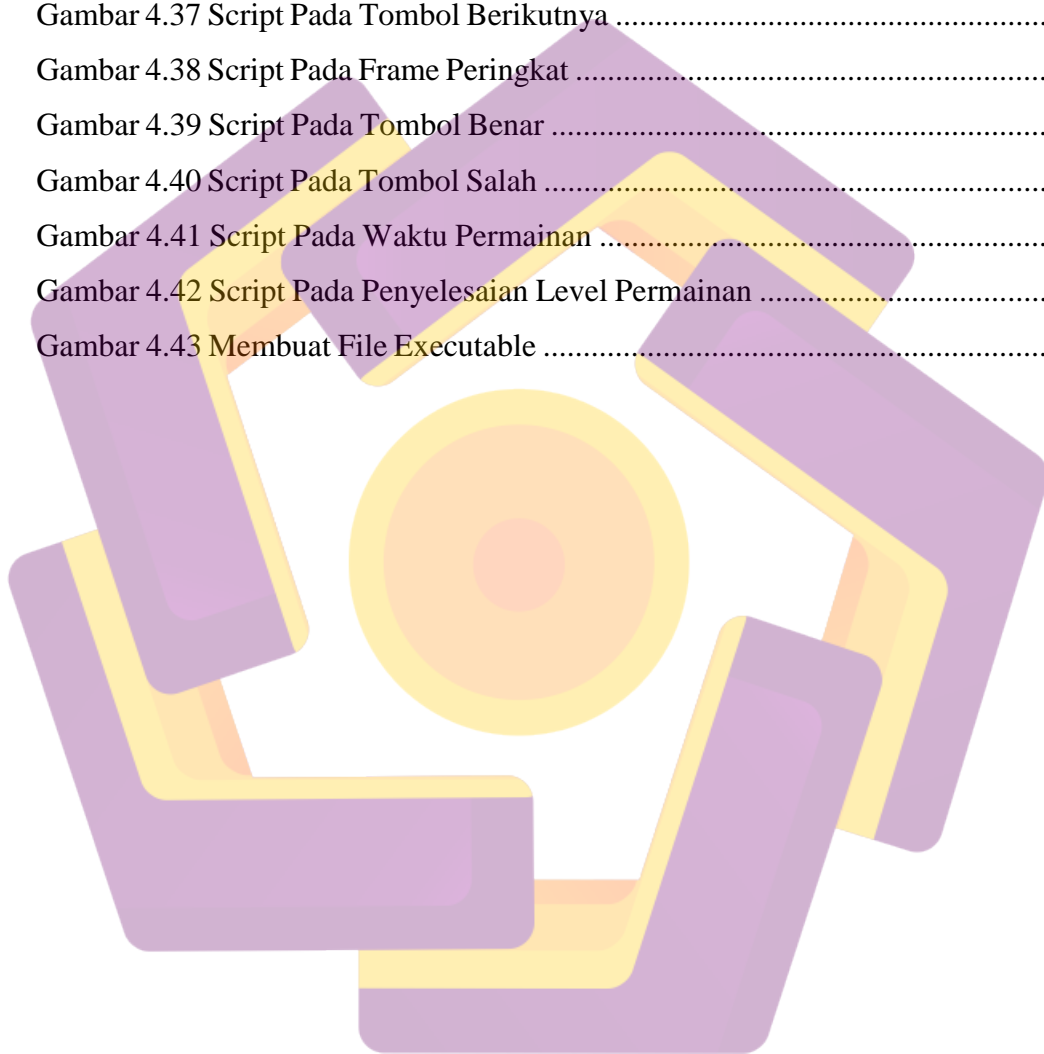 Gambar 4.37 Script Pada Tombol Berikutnya ......................................................
Gambar 4.38 Script Pada Frame Peringkat ...........................................................
Gambar 4.39 Script Pada Tombol Benar ..............................................................
Gambar 4.40 Script Pada Tombol Salah ...............................................................
Gambar 4.41 Script Pada Waktu Permainan ........................................................
Gambar 4.42 Script Pada Penyelesaian Level Permainan ....................................
Gambar 4.43 Membuat File Executable ...............................................................